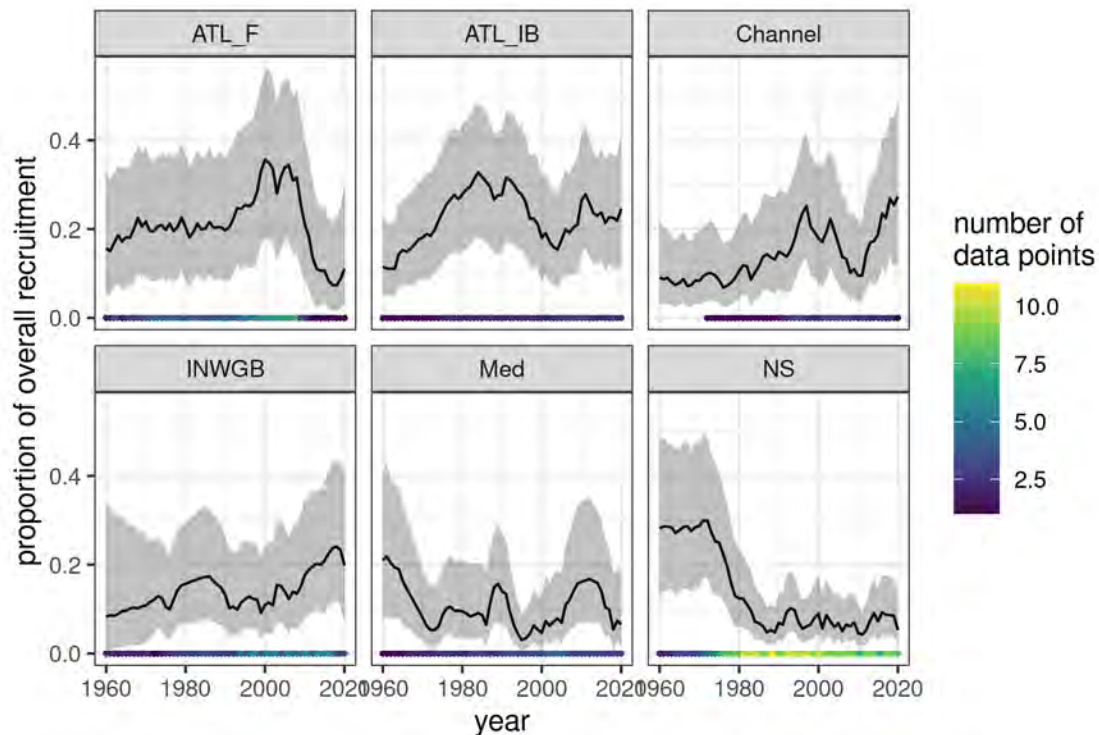 ATL_F ATL_IB Channel
0.4
0.2
0.0
INWGB Med NS
0.4
0.2
0.0
1960 1980 2000 2020 1960 1980 2000 2020 1960 1980 2000 2020
year
proportion of overall recruitment
number of
data points
10.0
7.5
5.0
2.5